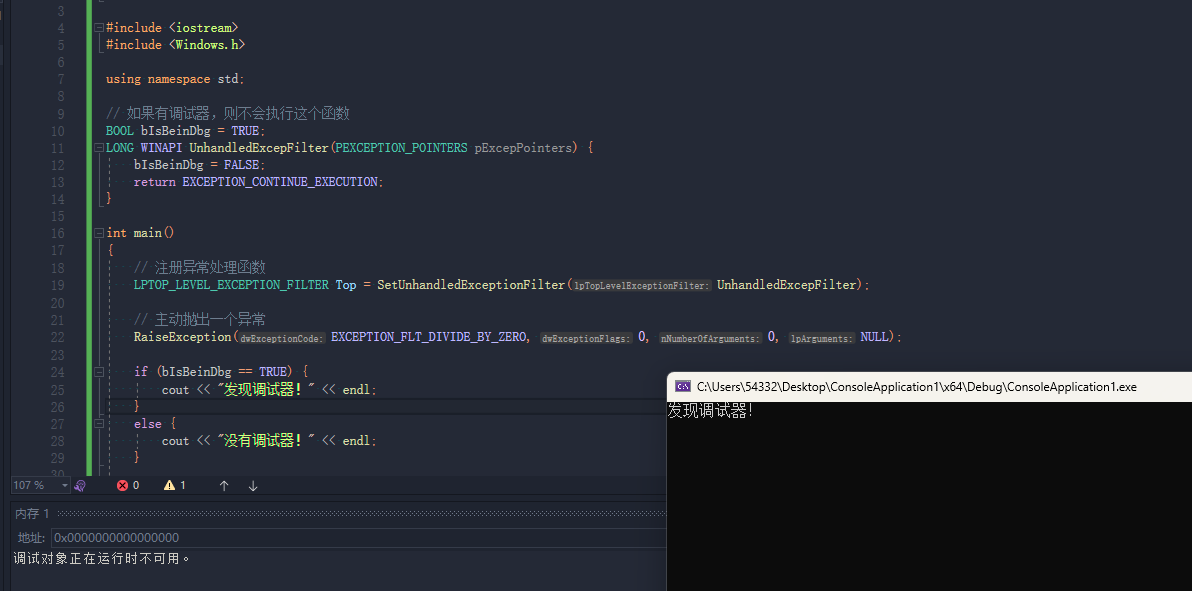 3
4 #include <iostream>
5 #include <Windows.h>
6
7 using namespace std;
8
9 // 如果有调试器，则不会执行这个函数
10 BOOL bIsBeinDbg = TRUE;
11 LONG WINAPI UnhandledExcepFilter(PEXCEPTION_POINTERS pExcepPointers) {
12 bIsBeinDbg = FALSE;
13 return EXCEPTION_CONTINUE_EXECUTION;
14 }
15
16 int main()
17 {
18 // 注册异常处理函数
19 LPTOP_LEVEL_EXCEPTION_FILTER Top = SetUnhandledExceptionFilter(lpTopLevelExceptionFilter: UnhandledExcepFilter);
20
21 // 主动抛出一个异常
22 RaiseException(dwExceptionCode: EXCEPTION_FLT_DIVIDE_BY_ZERO, dwExceptionFlags: 0, nNumberOfArguments: 0, lpArguments: NULL);
23
24 if (bIsBeinDbg == TRUE) {
25 cout << "发现调试器！" << endl;
26 }
27 else {
28 cout << "没有调试器！" << endl;
29 }
30
107 % 0 1 ↑ ↓
内存 1
地址: 0x0000000000000000
调试对象正在运行时不可用。
C:\Users\54332\Desktop\ConsoleApplication1\x64\Debug\ConsoleApplication1.exe
发现调试器！